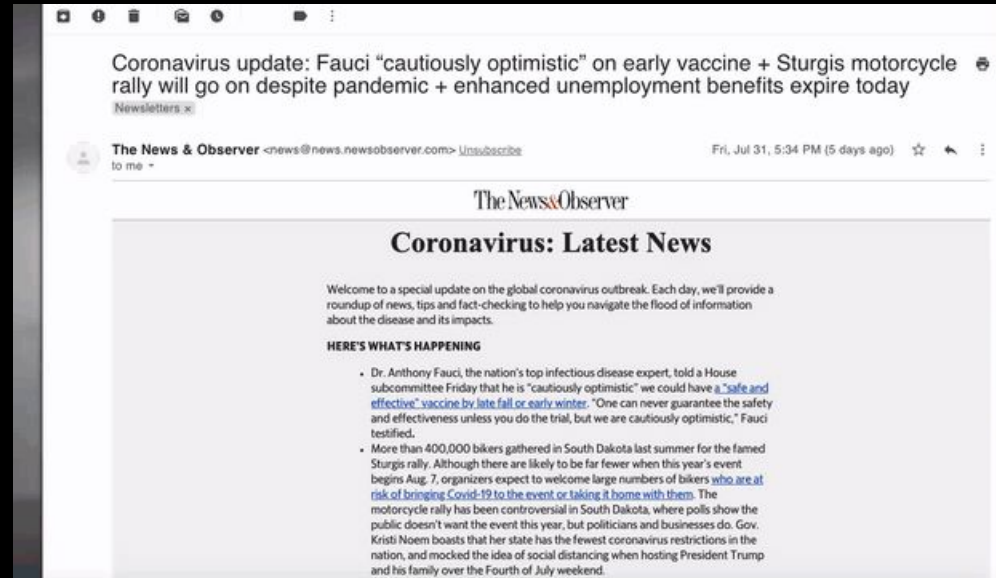 Coronavirus update: Fauci “cautiously optimistic” on early vaccine + Sturgis motorcycle
rally will go on despite pandemic + enhanced unemployment benefits expire today
Newsletters ×
The News & Observer <news@news.newsobserver.com> Unsubscribe
Fri, Jul 31, 5:34 PM (5 days ago)
to me
The News&Observer
Coronavirus: Latest News
Welcome to a special update on the global coronavirus outbreak. Each day, we'll provide a
roundup of news, tips and fact-checking to help you navigate the flood of information
about the disease and its impacts.
HERE'S WHAT'S HAPPENING
• Dr. Anthony Fauci, the nation's top infectious disease expert, told a House
subcommittee Friday that he is "cautiously optimistic" we could have a "safe and
effective" vaccine by late fall or early winter. "One can never guarantee the safety
and effectiveness unless you do the trial, but we are cautiously optimistic," Fauci
testified.
• More than 400,000 bikers gathered in South Dakota last summer for the famed
Sturgis rally. Although there are likely to be far fewer when this year's event
begins Aug. 7, organizers expect to welcome large numbers of bikers who are at
risk of bringing Covid-19 to the event or taking it home with them. The
motorcycle rally has been controversial in South Dakota, where polls show the
public doesn't want the event this year, but politicians and businesses do. Gov.
Kristi Noem boasts that her state has the fewest coronavirus restrictions in the
nation, and mocked the idea of social distancing when hosting President Trump
and his family over the Fourth of July weekend.